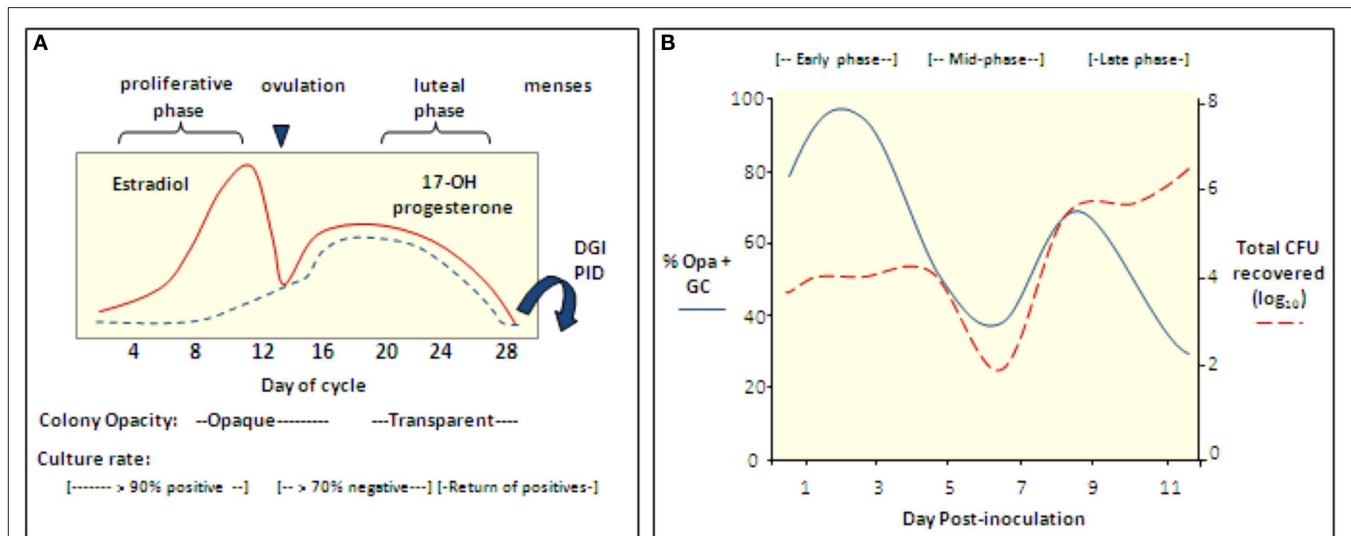 A
proliferative phase
ovulation
luteal phase
menses
Estradiol
17-OH progesterone
DGI
PID
4 8 12 16 20 24 28
Day of cycle
Colony Opacity: --Opaque--------- ---Transparent----
Culture rate:
[------- > 90% positive --] [-- > 70% negative---] [-Return of positives-]
B
[-- Early phase--] [-- Mid-phase--] [-Late phase-]
100
80
60
40
20
0
% Opa +
GC
8
6
4
2
0
Total CFU
recovered
(log₁₀)
1 3 5 7 9 11
Day Post-inoculation